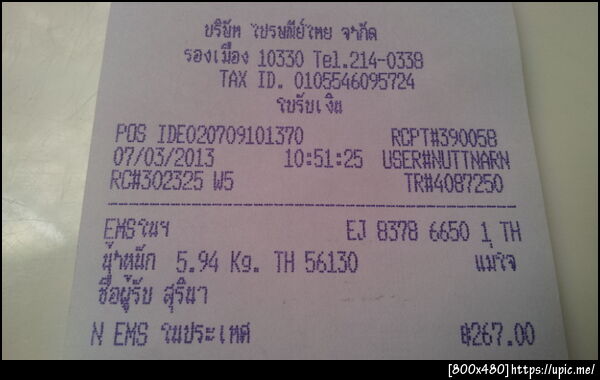 บริษัท ไปรษณีย์ไทย จำกัด
รองเมือง 10330 Tel.214-0338
TAX ID. 0105546095724
ใบรับเงิน
POS IDE020709101370 RCPT#390058
07/03/2013 10:51:25 USER#NUTTNARN
RC#302325 W5 TR#4087250
EMSในฯ EJ 8378 6650 1 TH
น้ำหนัก 5.94 Kg. TH 56130 แม่ใจ
ชื่อผู้รับ สุรินา
N EMS ในประเทศ ฿267.00
[800x480]https://upic.me/